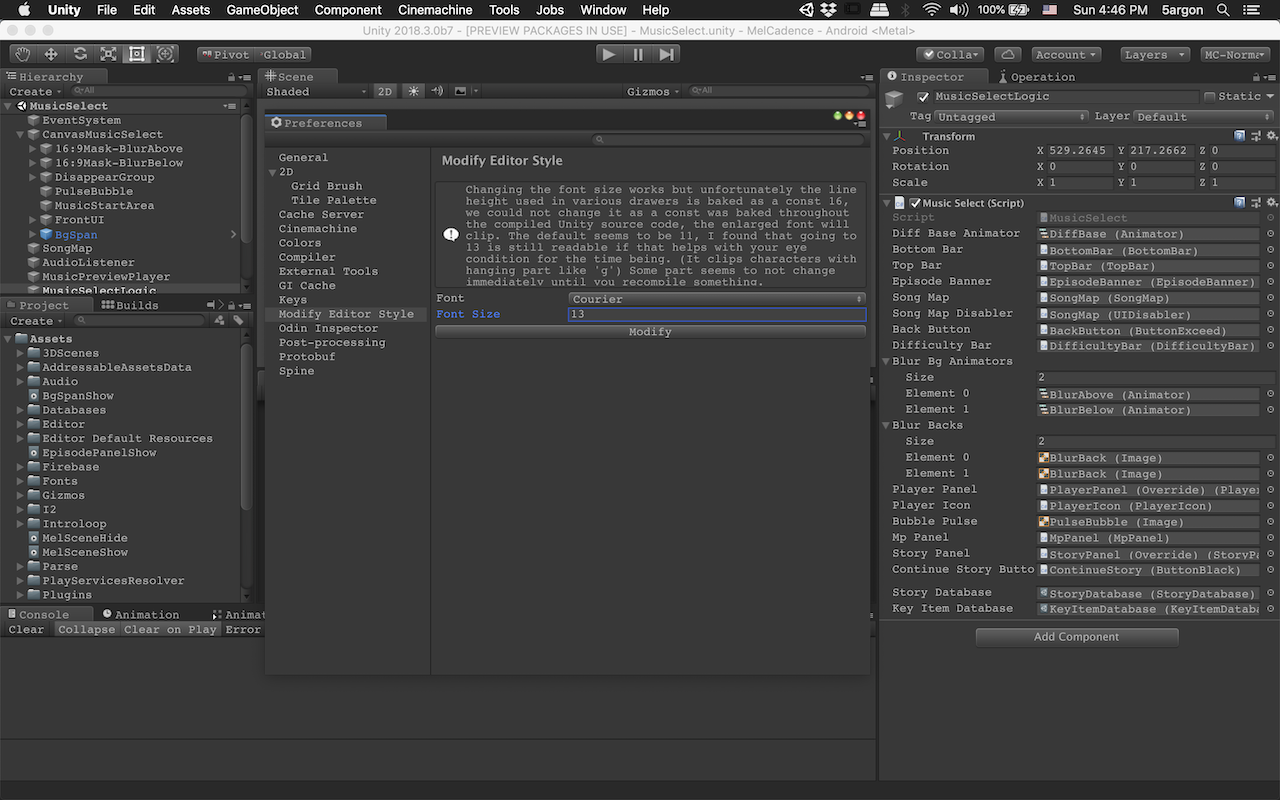 Unity File Edit Assets GameObject Component Cinemachine Tools Jobs Window Help 100% Sun 4:46 PM 5argon
Unity 2018.3.0b7 - [PREVIEW PACKAGES IN USE] - MusicSelect.unity - MelCadence - Android <Metal>
Pivot Global Colla Account Layers MC-Norma
Hierarchy
Create All
MusicSelect
EventSystem
CanvasMusicSelect
16:9Mask-BlurAbove
16:9Mask-BlurBelow
DisappearGroup
PulseBubble
MusicStartArea
FrontUI
BgSpan
SongMap
AudioListener
MusicPreviewPlayer
MusicSelectLogic
Project Builds
Create
Assets
3DScenes
AddressableAssetsData
Audio
BgSpanShow
Databases
Editor
Editor Default Resources
EpisodePanelShow
Firebase
Fonts
Gizmos
I2
Introloop
MelSceneHide
MelSceneShow
Parse
PlayServicesResolver
Plugins
Console Animation Animat
Clear Collapse Clear on Play Error
Scene
Shaded 2D Gizmos All
Preferences
General
2D
Grid Brush
Tile Palette
Cache Server
Cinemachine
Colors
Compiler
External Tools
GI Cache
Keys
Modify Editor Style
Odin Inspector
Post-processing
Protobuf
Spine
Modify Editor Style
Changing the font size works but unfortunately the line
height used in various drawers is baked as a const 16,
we could not change it as a const was baked throughout
the compiled Unity source code, the enlarged font will
clip. The default seems to be 11, I found that going to
13 is still readable if that helps with your eye
condition for the time being. (It clips characters with
hanging part like 'g') Some part seems to not change
immediately until you recompile something.
Font Courier
Font Size 13
Modify
Inspector Operation
MusicSelectLogic Static
Tag Untagged Layer Default
Transform
Position X 529.2645 Y 217.2662 Z 0
Rotation X 0 Y 0 Z 0
Scale X 1 Y 1 Z 1
Music Select (Script)
Script MusicSelect
Diff Base Animator DiffBase (Animator)
Bottom Bar BottomBar (BottomBar)
Top Bar TopBar (TopBar)
Episode Banner EpisodeBanner (EpisodeBanner)
Song Map SongMap (SongMap)
Song Map Disabler SongMap (UIDisabler)
Back Button BackButton (ButtonExceed)
Difficulty Bar DifficultyBar (DifficultyBar)
Blur Bg Animators
Size 2
Element 0 BlurAbove (Animator)
Element 1 BlurBelow (Animator)
Blur Backs
Size 2
Element 0 BlurBack (Image)
Element 1 BlurBack (Image)
Player Panel PlayerPanel (Override) (Player
Player Icon PlayerIcon (PlayerIcon)
Bubble Pulse PulseBubble (Image)
Mp Panel MpPanel (MpPanel)
Story Panel StoryPanel (Override) (StoryPa
Continue Story Butto ContinueStory (ButtonBlack)
Story Database StoryDatabase (StoryDatabase)
Key Item Database KeyItemDatabase (KeyItemDataba
Add Component